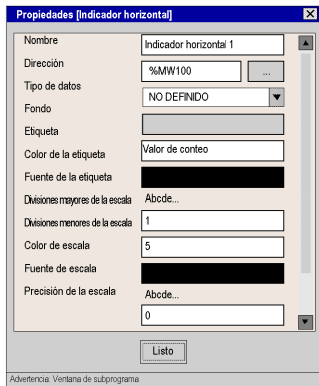 Propiedades [Indicador horizontal]
Nombre
Indicador horizontal 1
Dirección
%MW100
...
Tipo de datos
NO DEFINIDO
Fondo
Etiqueta
Valor de conteo
Color de la etiqueta
Fuente de la etiqueta
Abcde...
Divisiones mayores de la escala
1
Divisiones menores de la escala
5
Color de escala
Fuente de escala
Abcde...
Precisión de la escala
0
Listo
Advertencia: Ventana de subprograma